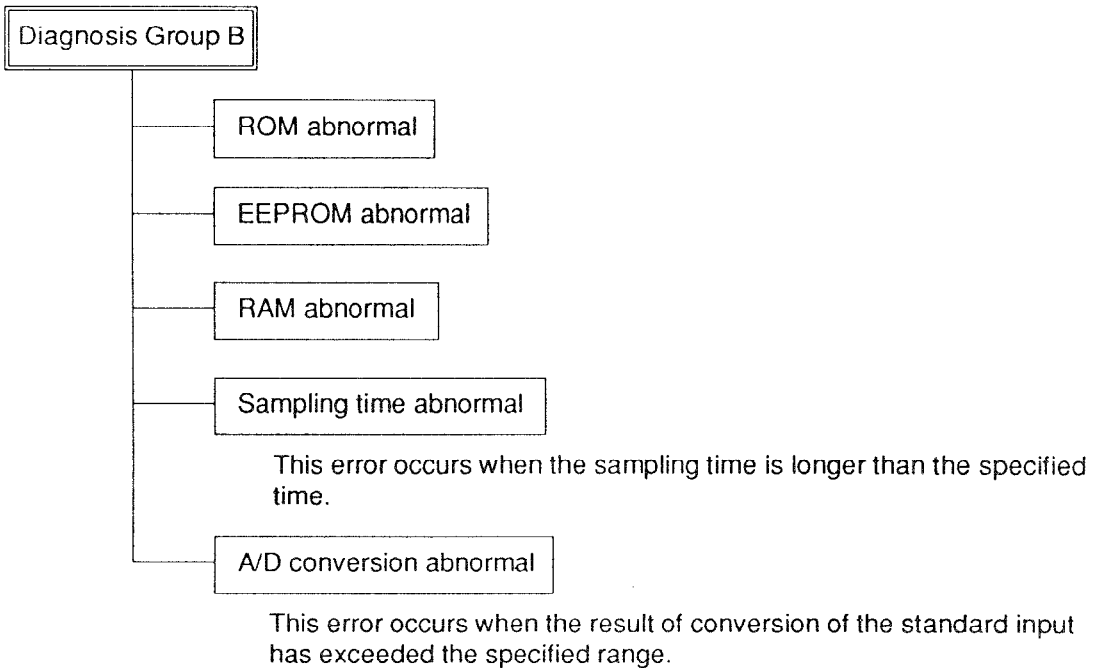 Diagnosis Group B
ROM abnormal
EEPROM abnormal
RAM abnormal
Sampling time abnormal
This error occurs when the sampling time is longer than the specified
time.
A/D conversion abnormal
This error occurs when the result of conversion of the standard input
has exceeded the specified range.